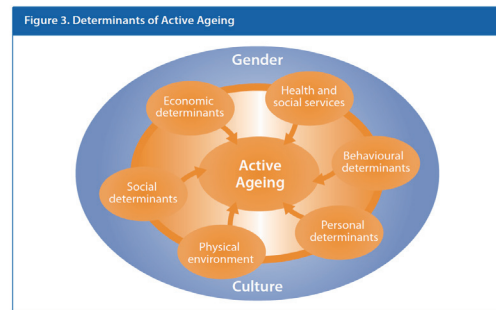 Figure 3. Determinants of Active Ageing
Gender
Economic
determinants
Health and
social services
Active
Ageing
Behavioural
determinants
Social
determinants
Personal
determinants
Physical
environment
Culture